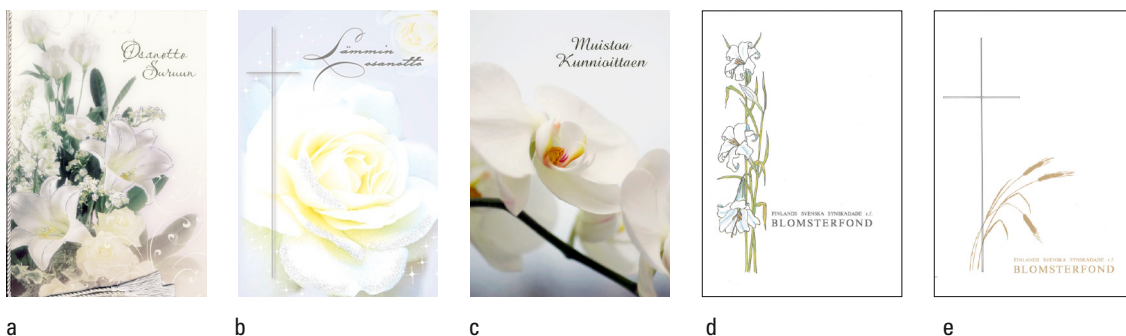 Osanotto
Suruun
Lämmin
osanotto
Muistoa
Kunnioittaen
FINLANDS SVENSKA SYNSKADADE r.f.
BLOMSTERFOND
FINLANDS SVENSKA SYNSKADADE r.f.
BLOMSTERFOND
a
b
c
d
e